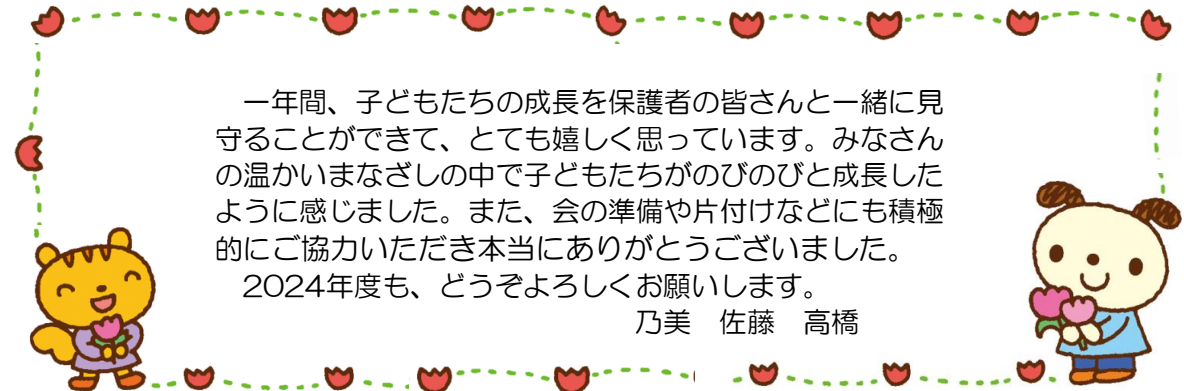 一年間、子どもたちの成長を保護者の皆さんと一緒に見
守ることができて、とても嬉しく思っています。みなさん
の温かいまなざしの中で子どもたちがのびのびと成長した
ように感じました。また、会の準備や片付けなどにも積極
的にご協力いただき本当にありがとうございました。
2024年度も、どうぞよろしくお願いします。
乃美　佐藤　高橋